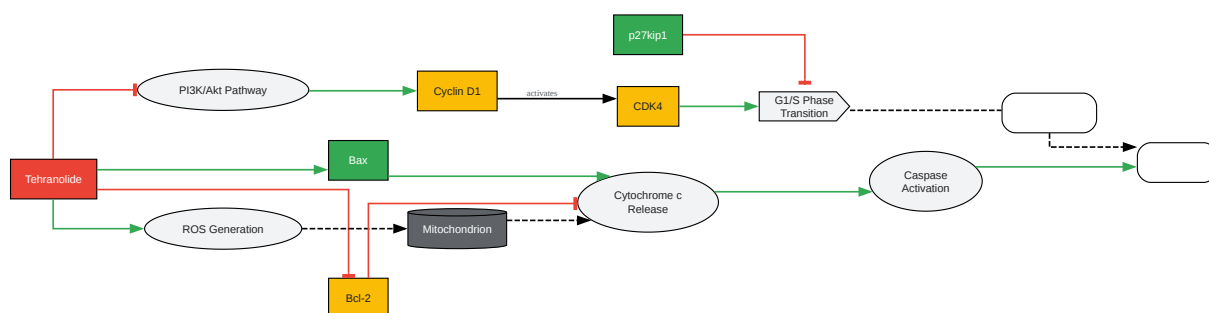 p27kip1
PI3K/Akt Pathway
Cyclin D1
activates
CDK4
G1/S Phase
Transition
Bax
Tehranolide
Caspase
Activation
Cytochrome c
Release
ROS Generation
Mitochondrion
Bcl-2